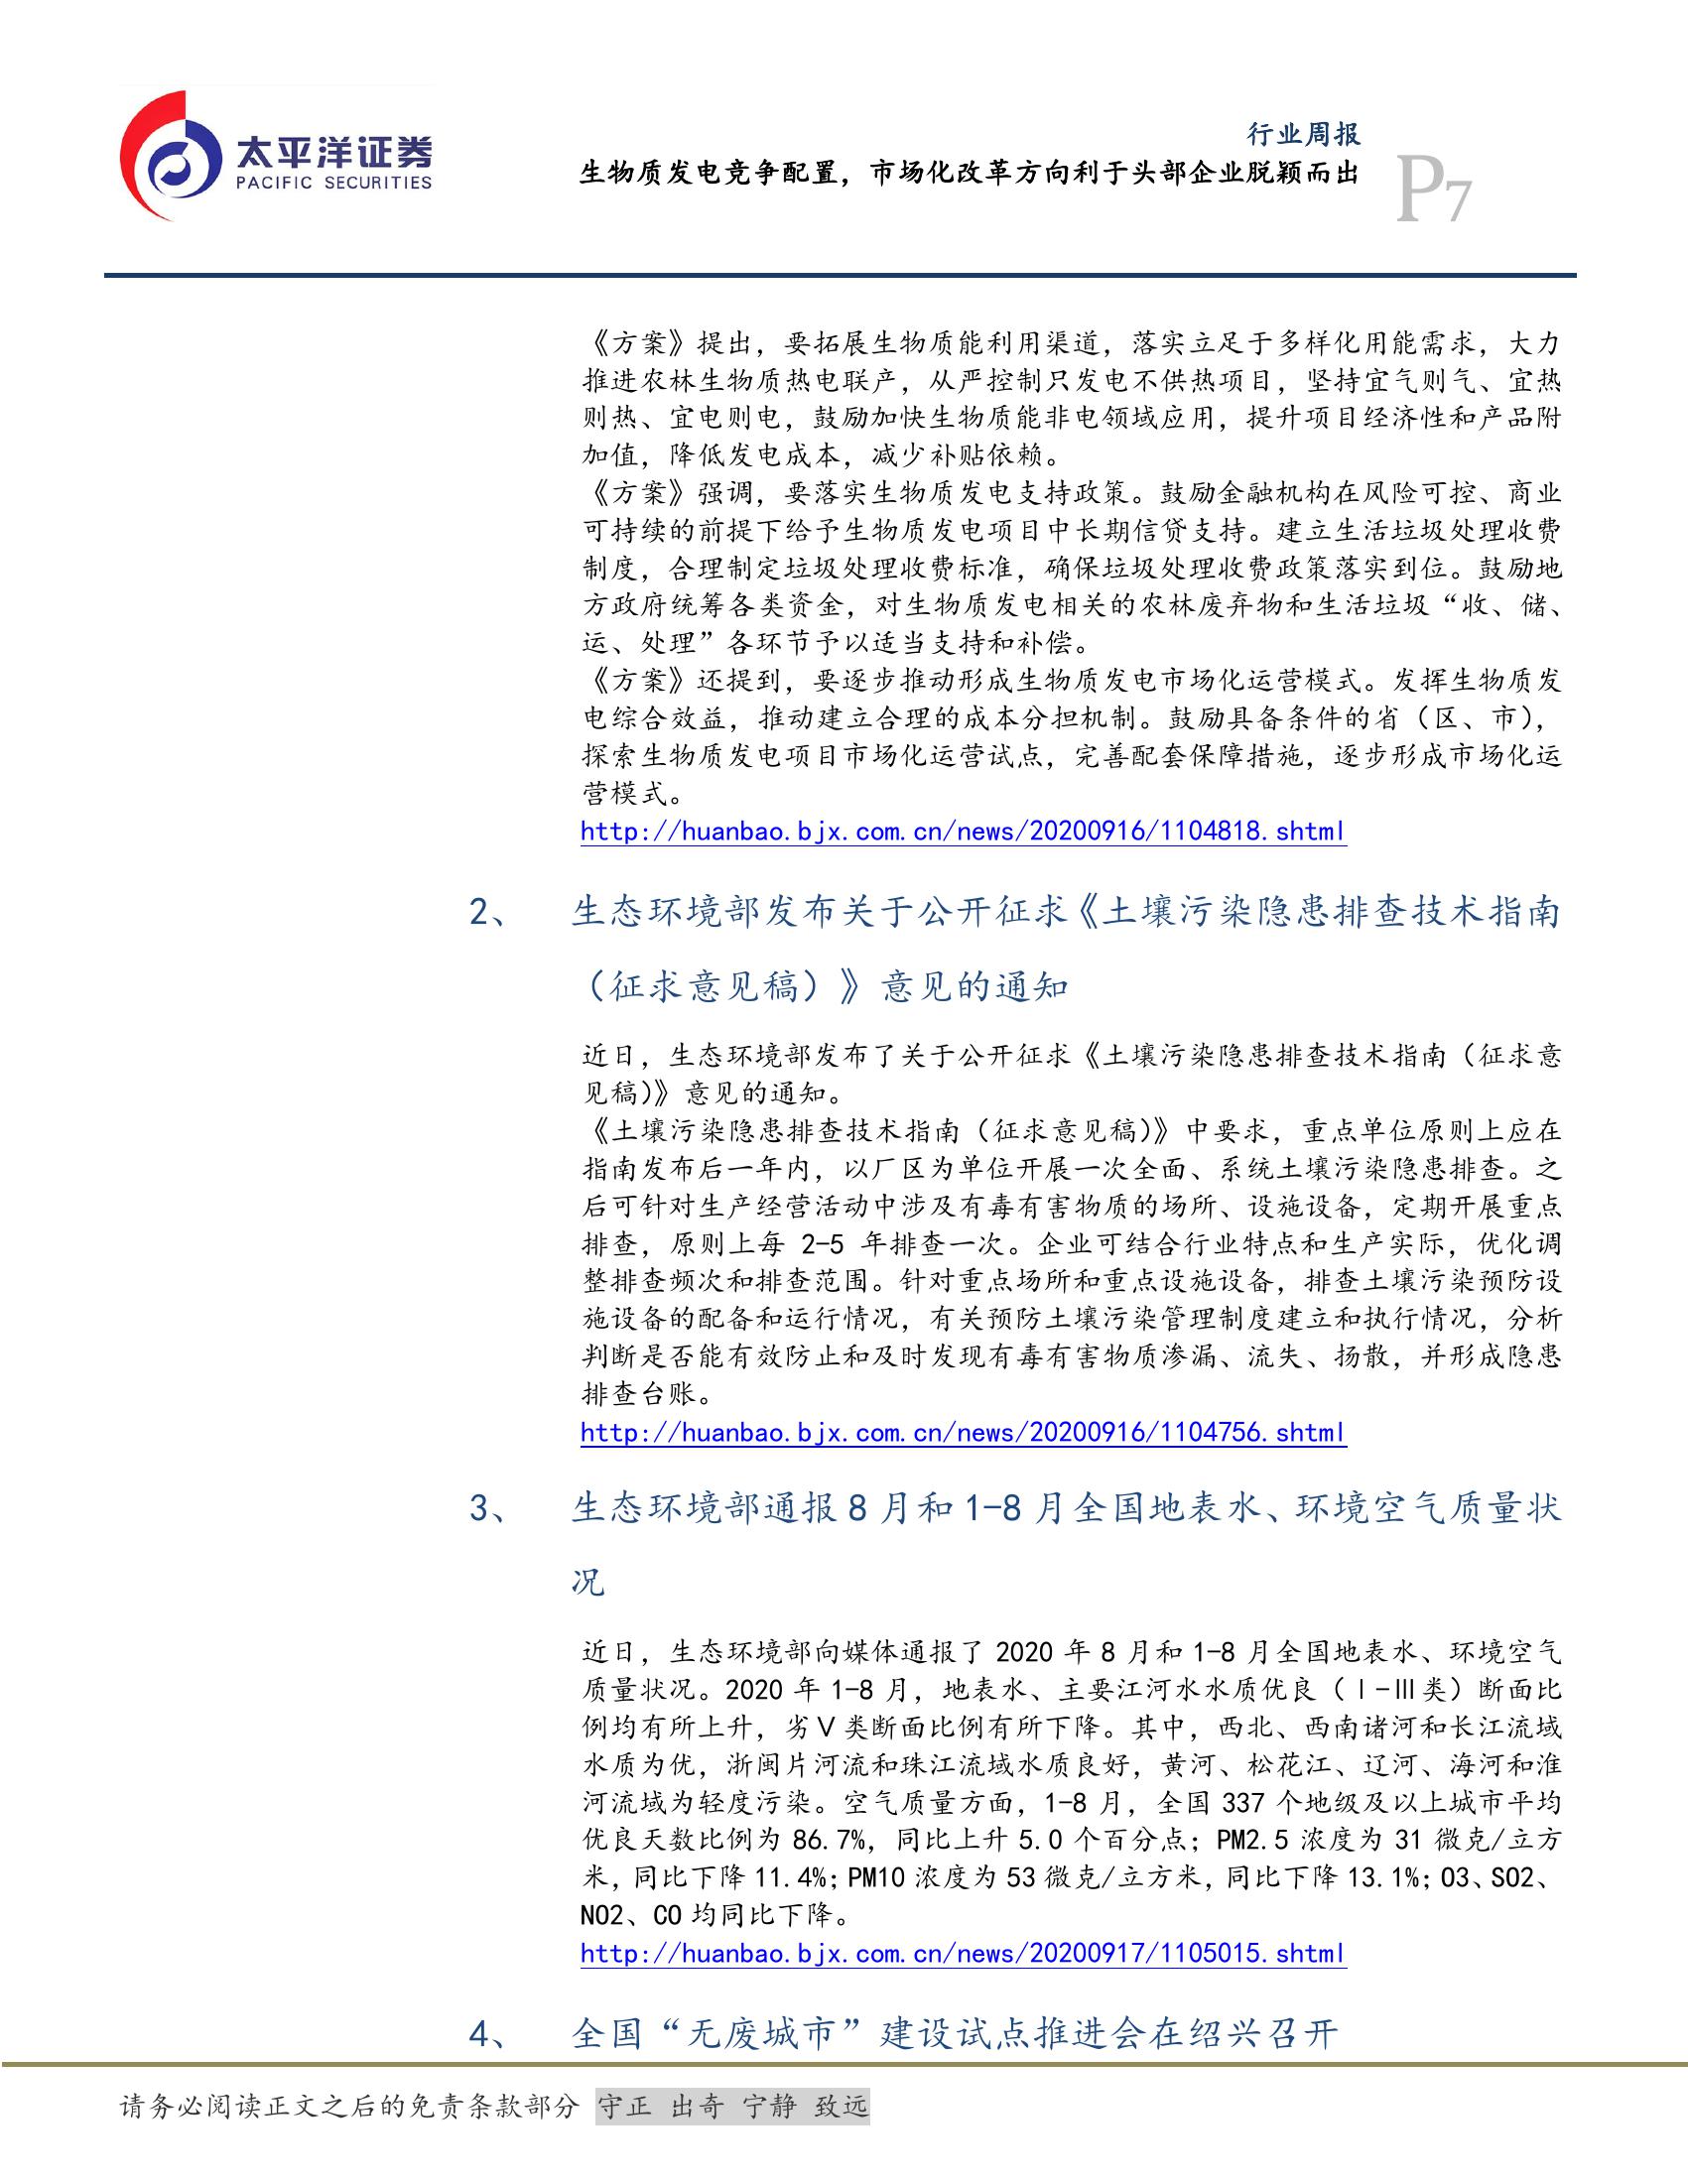 太平洋证券
PACIFIC SECURITIES
行业周报
生物质发电竞争配置，市场化改革方向利于头部企业脱颖而出
P7
《方案》提出，要拓展生物质能利用渠道，落实立足于多样化用能需求，大力
推进农林生物质热电联产，从严控制只发电不供热项目，坚持宜气则气、宜热
则热、宜电则电，鼓励加快生物质能非电领域应用，提升项目经济性和产品附
加值，降低发电成本，减少补贴依赖。
《方案》强调，要落实生物质发电支持政策。鼓励金融机构在风险可控、商业
可持续的前提下给予生物质发电项目中长期信贷支持。建立生活垃圾处理收费
制度，合理制定垃圾处理收费标准，确保垃圾处理收费政策落实到位。鼓励地
方政府统筹各类资金，对生物质发电相关的农林废弃物和生活垃圾“收、储、
运、处理”各环节予以适当支持和补偿。
《方案》还提到，要逐步推动形成生物质发电市场化运营模式。发挥生物质发
电综合效益，推动建立合理的成本分担机制。鼓励具备条件的省（区、市），
探索生物质发电项目市场化运营试点，完善配套保障措施，逐步形成市场化运
营模式。
http://huanbao.bjx.com.cn/news/20200916/1104818.shtml
2、 生态环境部发布关于公开征求《土壤污染隐患排查技术指南
（征求意见稿）》意见的通知
近日，生态环境部发布了关于公开征求《土壤污染隐患排查技术指南（征求意
见稿）》意见的通知。
《土壤污染隐患排查技术指南（征求意见稿）》中要求，重点单位原则上应在
指南发布后一年内，以厂区为单位开展一次全面、系统土壤污染隐患排查。之
后可针对生产经营活动中涉及有毒有害物质的场所、设施设备，定期开展重点
排查，原则上每 2-5 年排查一次。企业可结合行业特点和生产实际，优化调
整排查频次和排查范围。针对重点场所和重点设施设备，排查土壤污染预防设
施设备的配备和运行情况，有关预防土壤污染管理制度建立和执行情况，分析
判断是否能有效防止和及时发现有毒有害物质渗漏、流失、扬散，并形成隐患
排查台账。
http://huanbao.bjx.com.cn/news/20200916/1104756.shtml
3、 生态环境部通报 8 月和 1-8 月全国地表水、环境空气质量状
况
近日，生态环境部向媒体通报了 2020 年 8 月和 1-8 月全国地表水、环境空气
质量状况。2020 年 1-8 月，地表水、主要江河水水质优良（Ⅰ-Ⅲ类）断面比
例均有所上升，劣Ⅴ类断面比例有所下降。其中，西北、西南诸河和长江流域
水质为优，浙闽片河流和珠江流域水质良好，黄河、松花江、辽河、海河和淮
河流域为轻度污染。空气质量方面，1-8 月，全国 337 个地级及以上城市平均
优良天数比例为 86.7%，同比上升 5.0 个百分点；PM2.5 浓度为 31 微克/立方
米，同比下降 11.4%；PM10 浓度为 53 微克/立方米，同比下降 13.1%；O3、SO2、
NO2、CO 均同比下降。
http://huanbao.bjx.com.cn/news/20200917/1105015.shtml
4、 全国“无废城市”建设试点推进会在绍兴召开
请务必阅读正文之后的免责条款部分 守正 出奇 宁静 致远